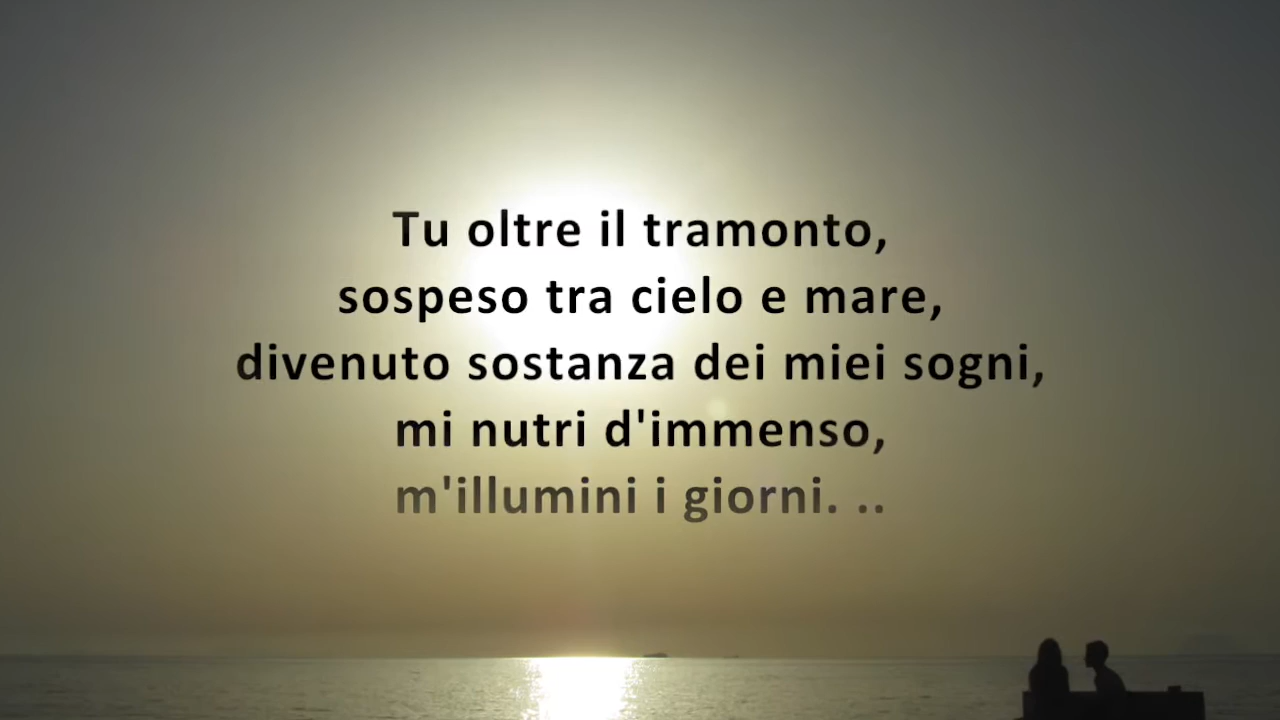 Tu oltre il tramonto,
sospeso tra cielo e mare,
divenuto sostanza dei miei sogni,
mi nutri d'immenso,
m'illumini i giorni. ..